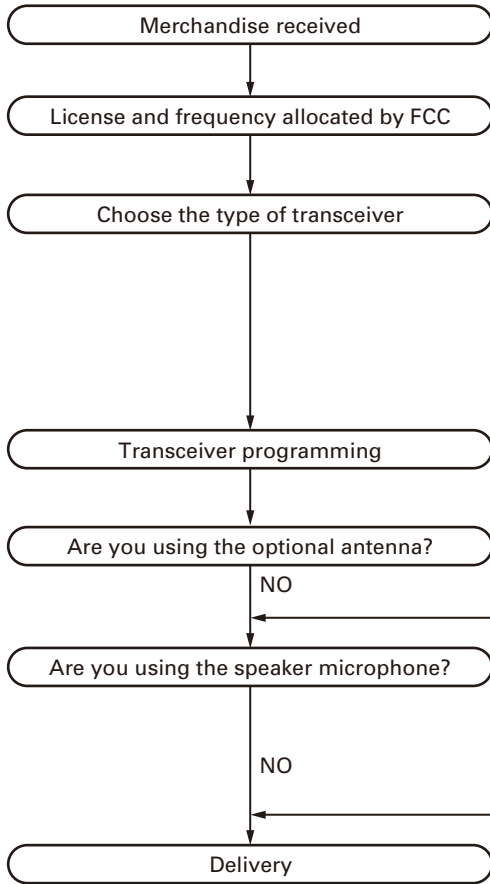 Merchandise received
License and frequency allocated by FCC
Choose the type of transceiver
Transceiver programming
Are you using the optional antenna?
NO
Are you using the speaker microphone?
NO
Delivery